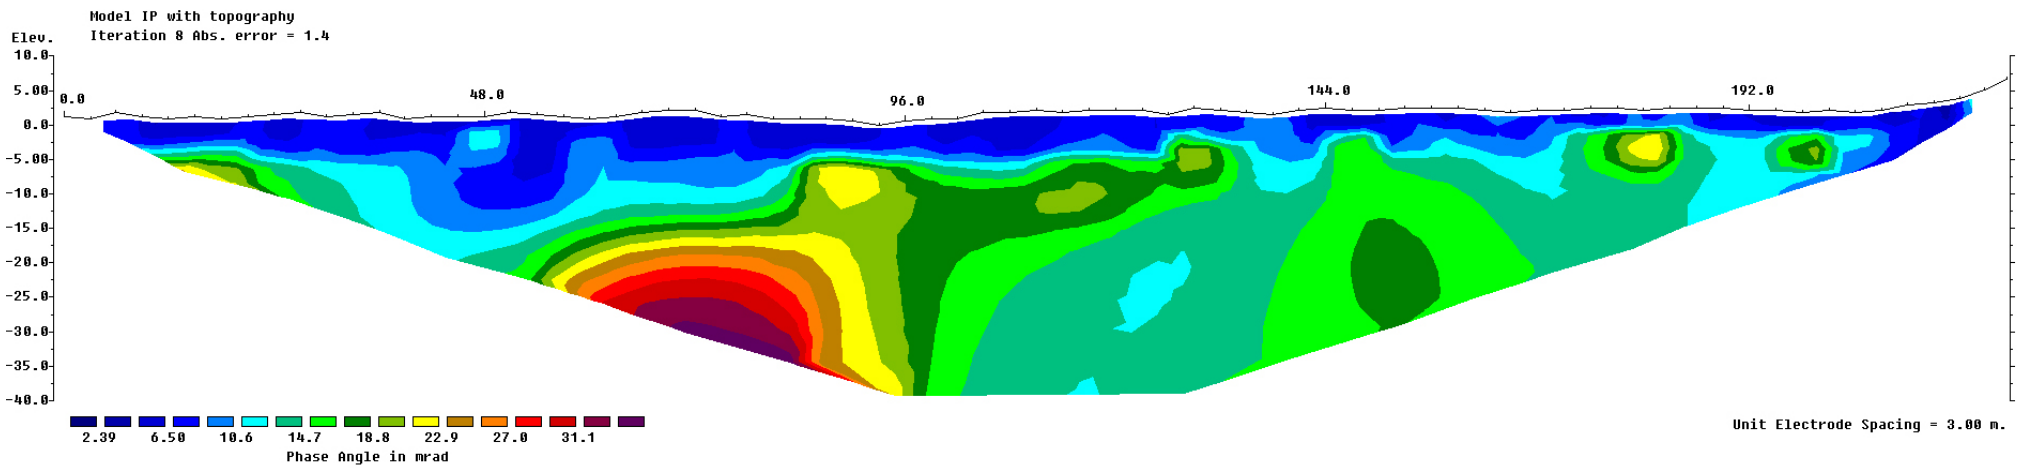 Model IP with topography
Iteration 8 Abs. error = 1.4
Elev.
10.0
5.00
0.0
-5.00
-10.0
-15.0
-20.0
-25.0
-30.0
-35.0
-40.0
0.0 48.0 96.0 144.0 192.0
2.39 6.50 10.6 14.7 18.8 22.9 27.0 31.1
Phase Angle in mrad
Unit Electrode Spacing = 3.00 m.